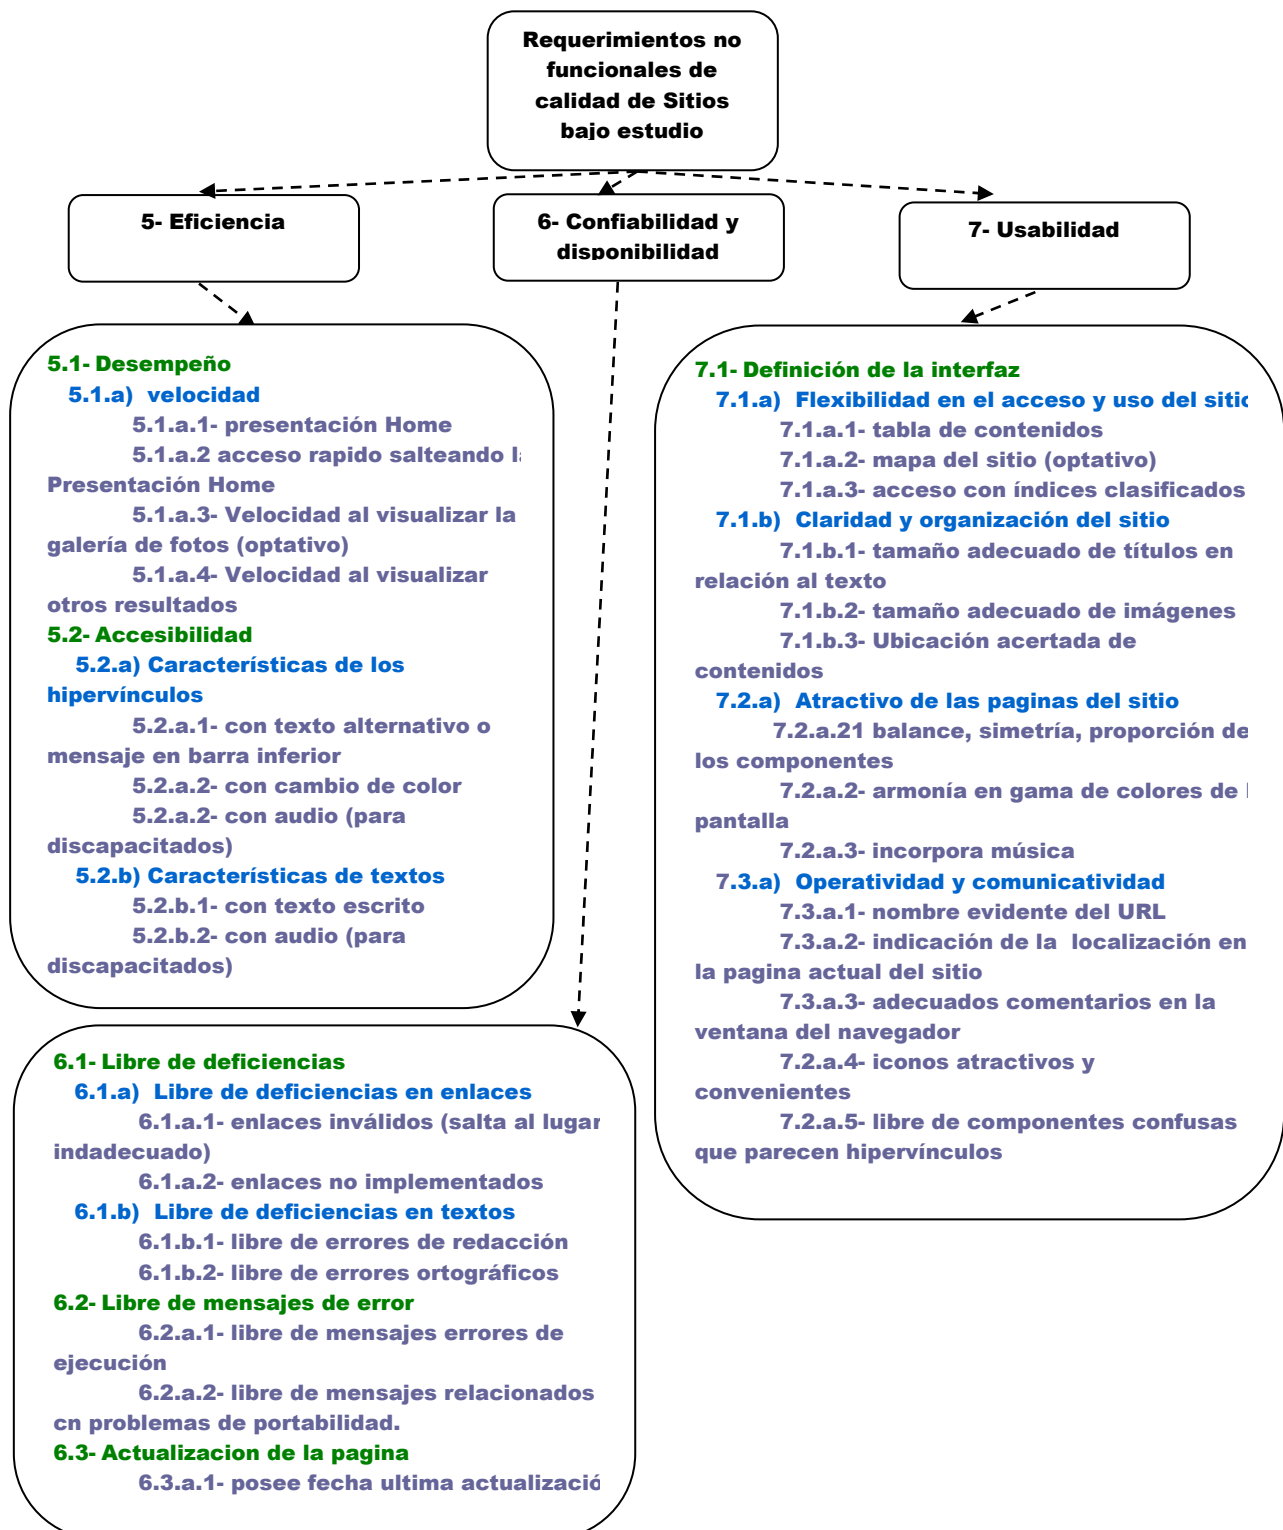 Requerimientos no
funcionales de
calidad de Sitios
bajo estudio
5- Eficiencia
6- Confiabilidad y
disponibilidad
7- Usabilidad
5.1- Desempeño
5.1.a) velocidad
5.1.a.1- presentación Home
5.1.a.2 acceso rapido salteando la
Presentación Home
5.1.a.3- Velocidad al visualizar la
galería de fotos (optativo)
5.1.a.4- Velocidad al visualizar
otros resultados
5.2- Accesibilidad
5.2.a) Características de los
hipervínculos
5.2.a.1- con texto alternativo o
mensaje en barra inferior
5.2.a.2- con cambio de color
5.2.a.2- con audio (para
discapacitados)
5.2.b) Características de textos
5.2.b.1- con texto escrito
5.2.b.2- con audio (para
discapacitados)
6.1- Libre de deficiencias
6.1.a) Libre de deficiencias en enlaces
6.1.a.1- enlaces inválidos (salta al lugar
indadecuado)
6.1.a.2- enlaces no implementados
6.1.b) Libre de deficiencias en textos
6.1.b.1- libre de errores de redacción
6.1.b.2- libre de errores ortográficos
6.2- Libre de mensajes de error
6.2.a.1- libre de mensajes errores de
ejecución
6.2.a.2- libre de mensajes relacionados
cn problemas de portabilidad.
6.3- Actualizacion de la pagina
6.3.a.1- posee fecha ultima actualizació
7.1- Definición de la interfaz
7.1.a) Flexibilidad en el acceso y uso del sitio
7.1.a.1- tabla de contenidos
7.1.a.2- mapa del sitio (optativo)
7.1.a.3- acceso con índices clasificados
7.1.b) Claridad y organización del sitio
7.1.b.1- tamaño adecuado de títulos en
relación al texto
7.1.b.2- tamaño adecuado de imágenes
7.1.b.3- Ubicación acertada de
contenidos
7.2.a) Atractivo de las paginas del sitio
7.2.a.21 balance, simetría, proporción de
los componentes
7.2.a.2- armonía en gama de colores de
pantalla
7.2.a.3- incorpora música
7.3.a) Operatividad y comunicatividad
7.3.a.1- nombre evidente del URL
7.3.a.2- indicación de la localización en
la pagina actual del sitio
7.3.a.3- adecuados comentarios en la
ventana del navegador
7.2.a.4- iconos atractivos y
convenientes
7.2.a.5- libre de componentes confusas
que parecen hipervínculos